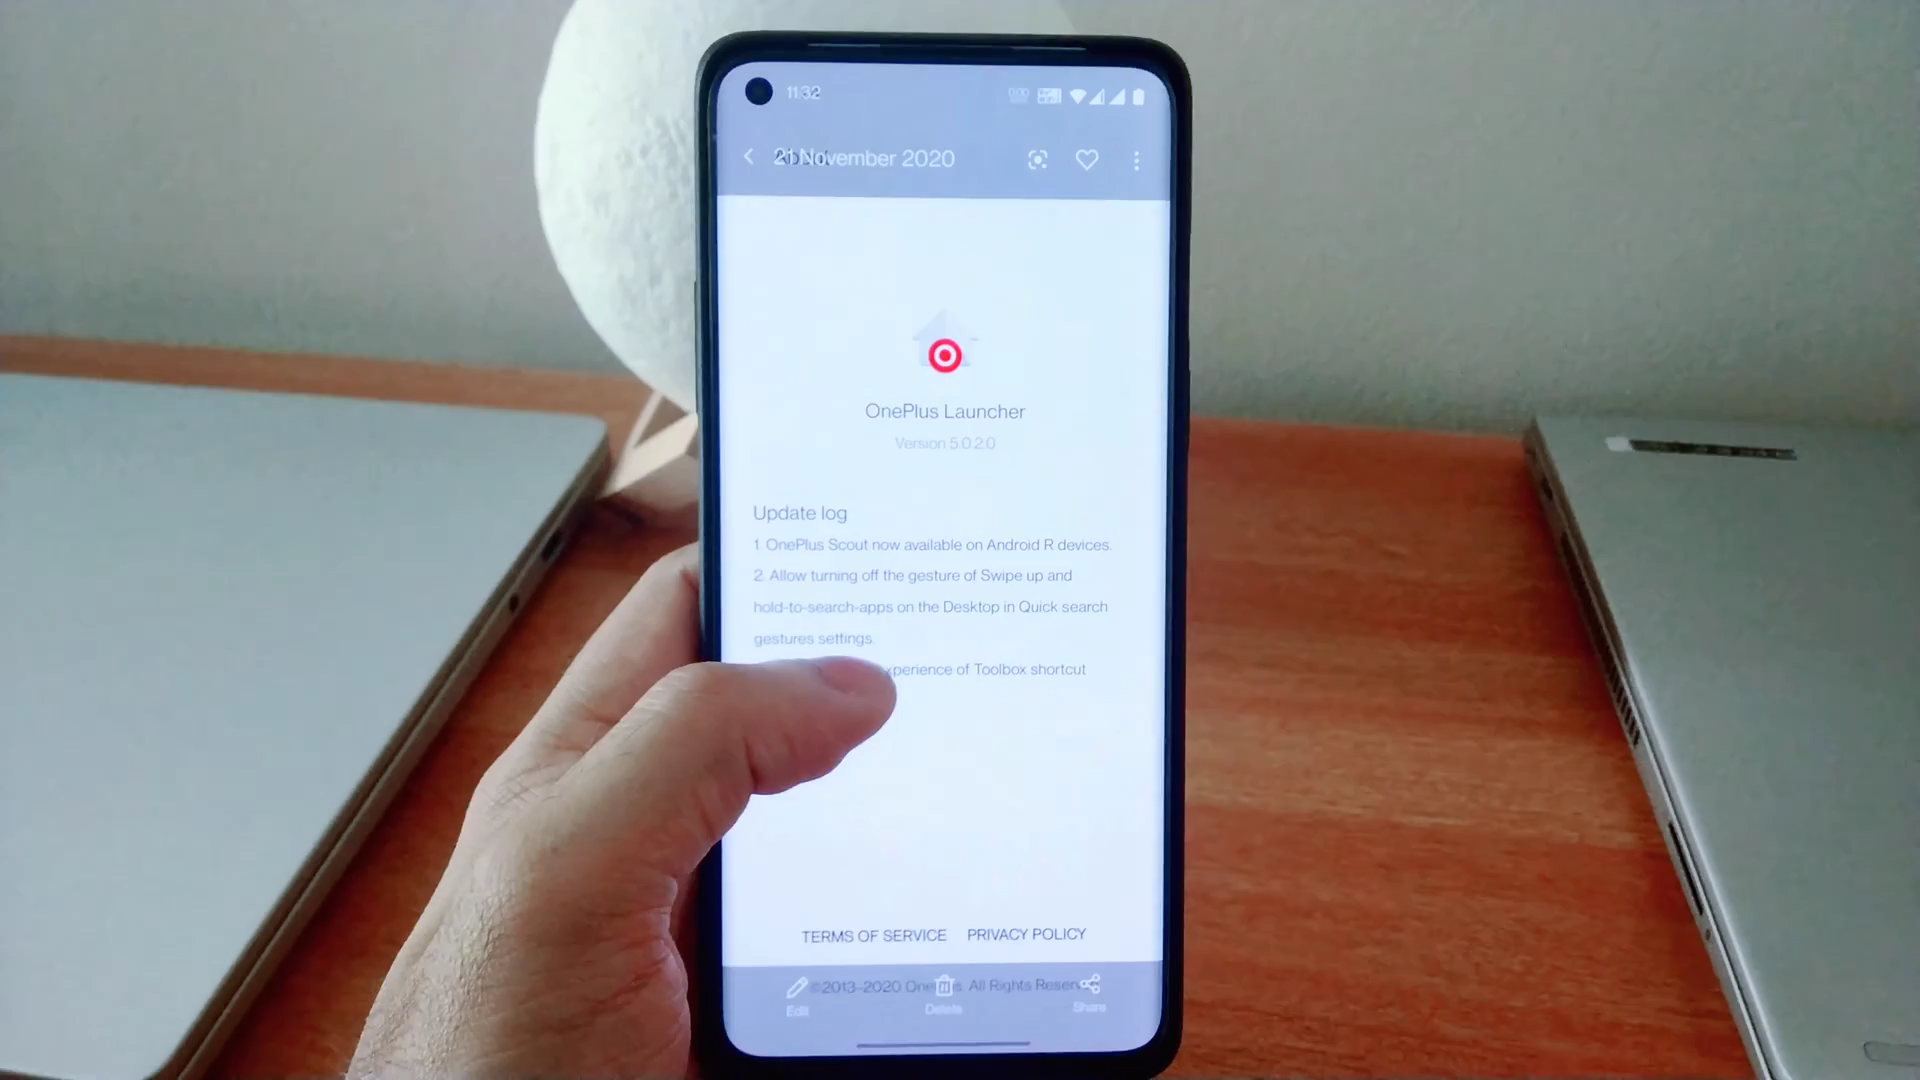 11:32
21 November 2020
OnePlus Launcher
Version 5.0.2.0
Update log
1. OnePlus Scout now available on Android R devices.
2. Allow turning off the gesture of Swipe up and
hold-to-search-apps on the Desktop in Quick search
gestures settings.
of Toolbox shortcut
TERMS OF SERVICE PRIVACY POLICY
©2013-2020 All Rights
Edit Delete Share